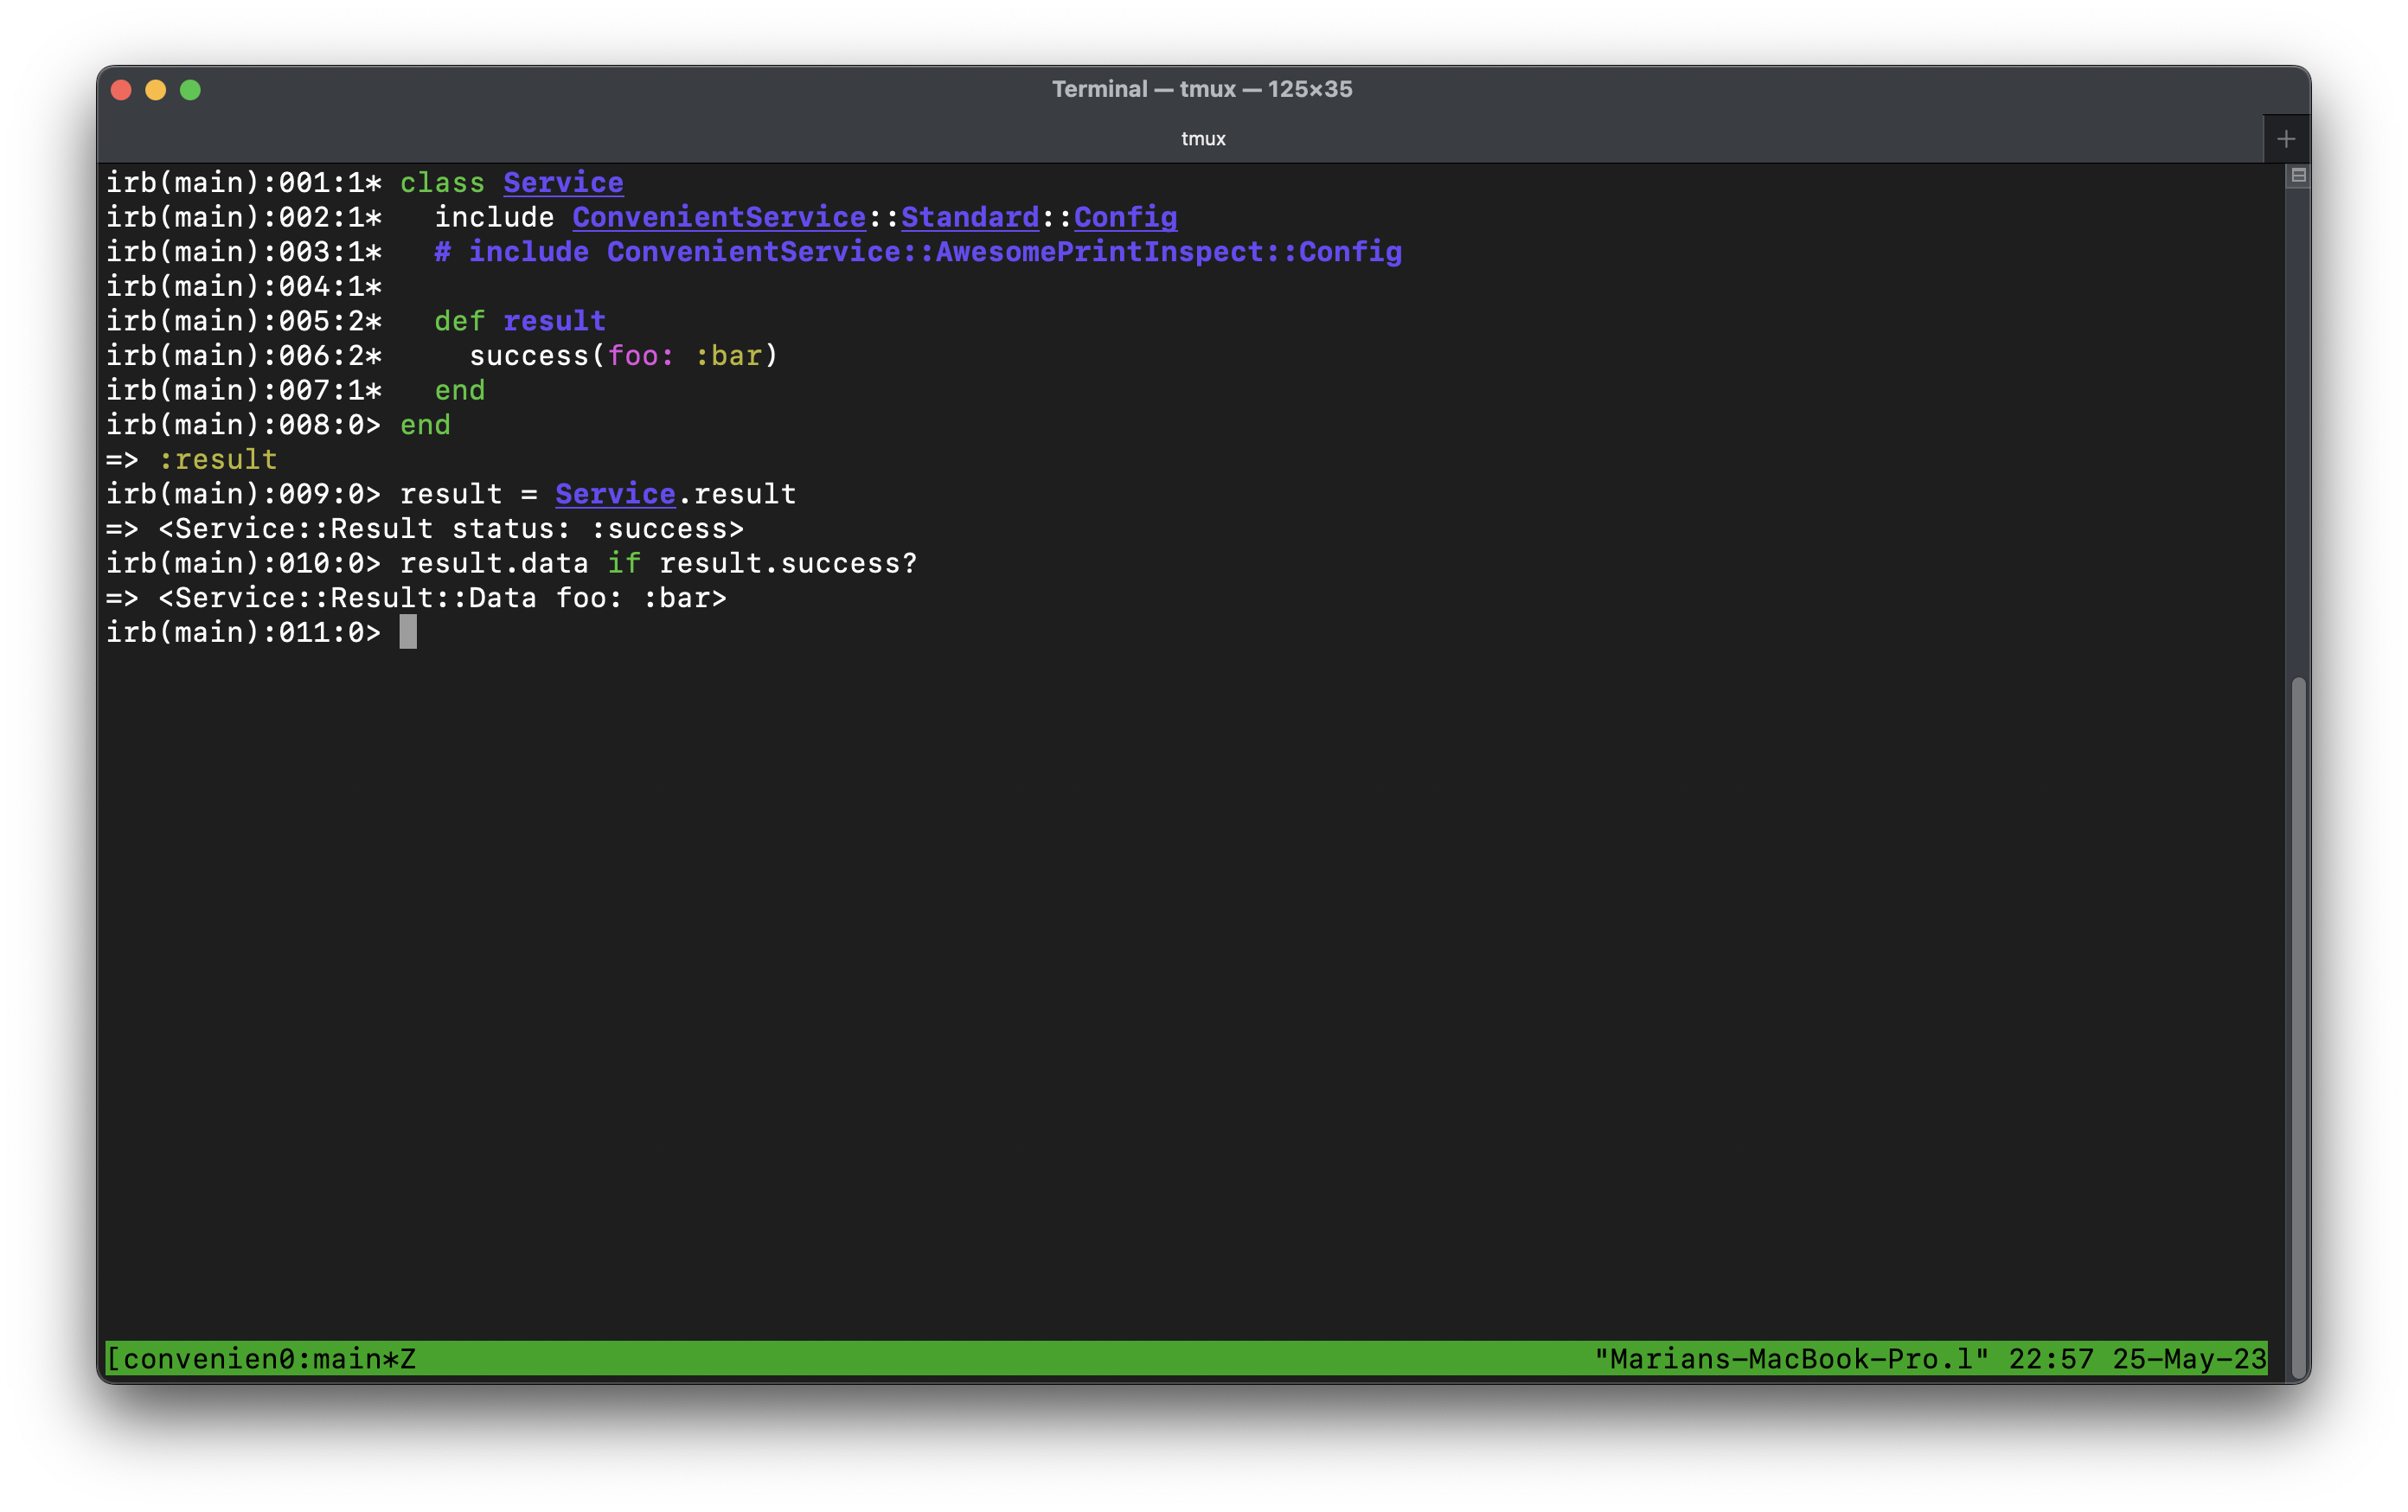 Terminal — tmux — 125×35
tmux
irb(main):001:1* class Service
irb(main):002:1*   include ConvenientService::Standard::Config
irb(main):003:1*   # include ConvenientService::AwesomePrintInspect::Config
irb(main):004:1*
irb(main):005:2*   def result
irb(main):006:2*     success(foo: :bar)
irb(main):007:1*   end
irb(main):008:0> end
=> :result
irb(main):009:0> result = Service.result
=> <Service::Result status: :success>
irb(main):010:0> result.data if result.success?
=> <Service::Result::Data foo: :bar>
irb(main):011:0>
[convenien0:main*Z "Marians-MacBook-Pro.l" 22:57 25-May-23